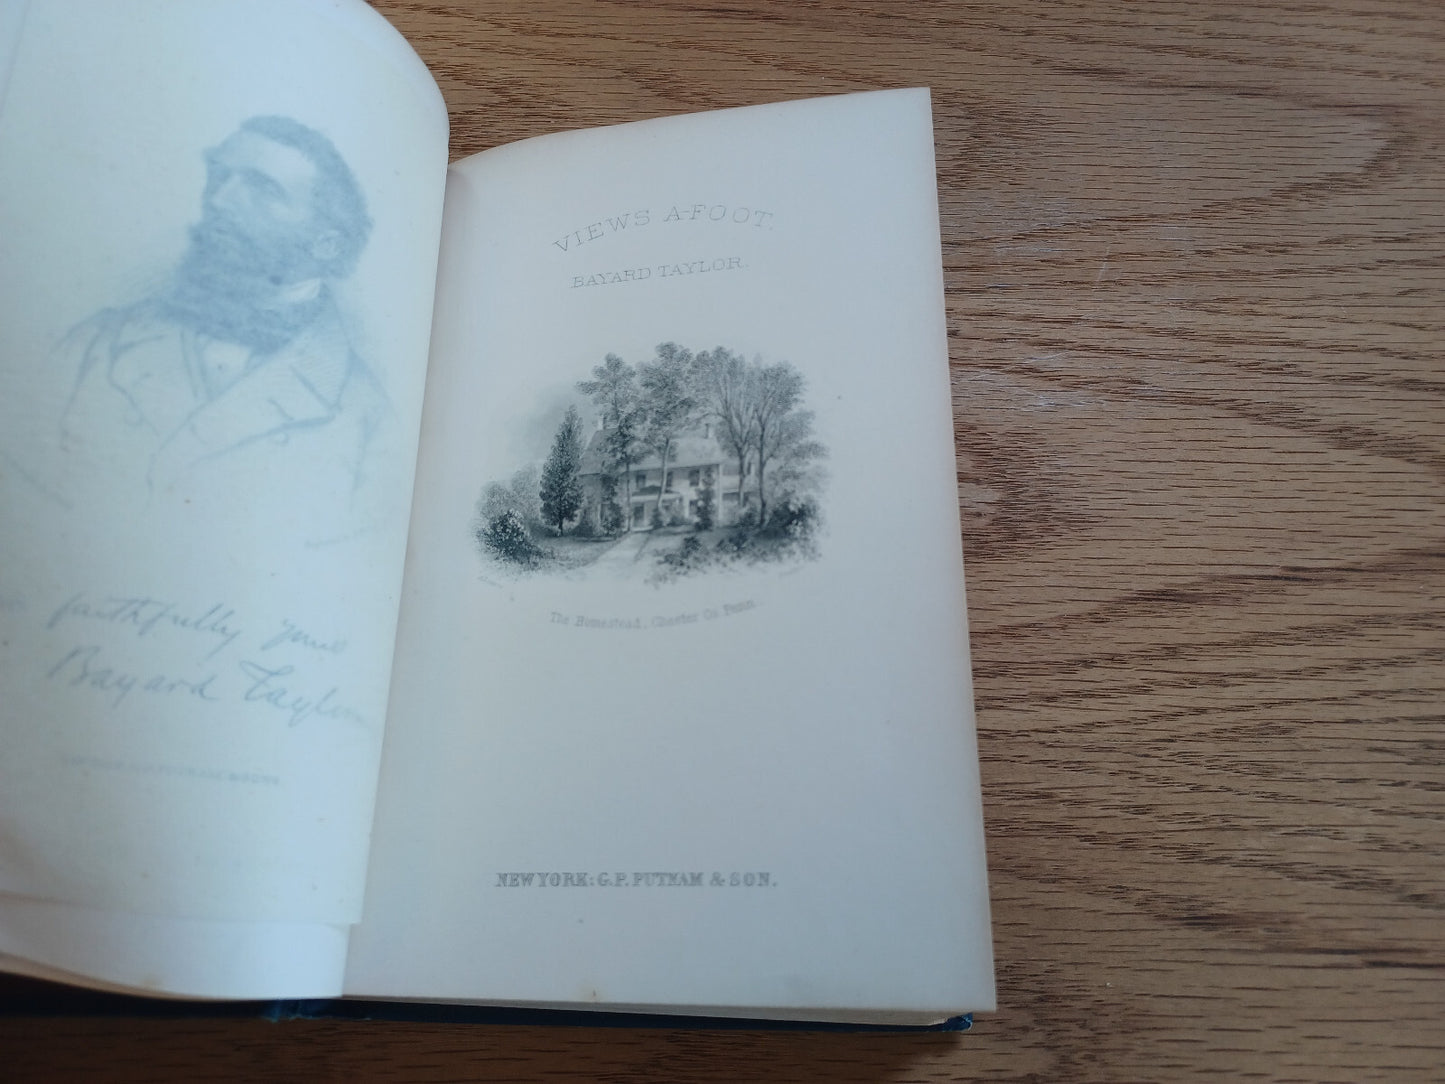 faithfully yours
Bayard Taylor
VIEWS A-FOOT.
BAYARD TAYLOR.
The Homestead, Chester Co Penn.
NEW YORK: G.P. PUTNAM & SON.